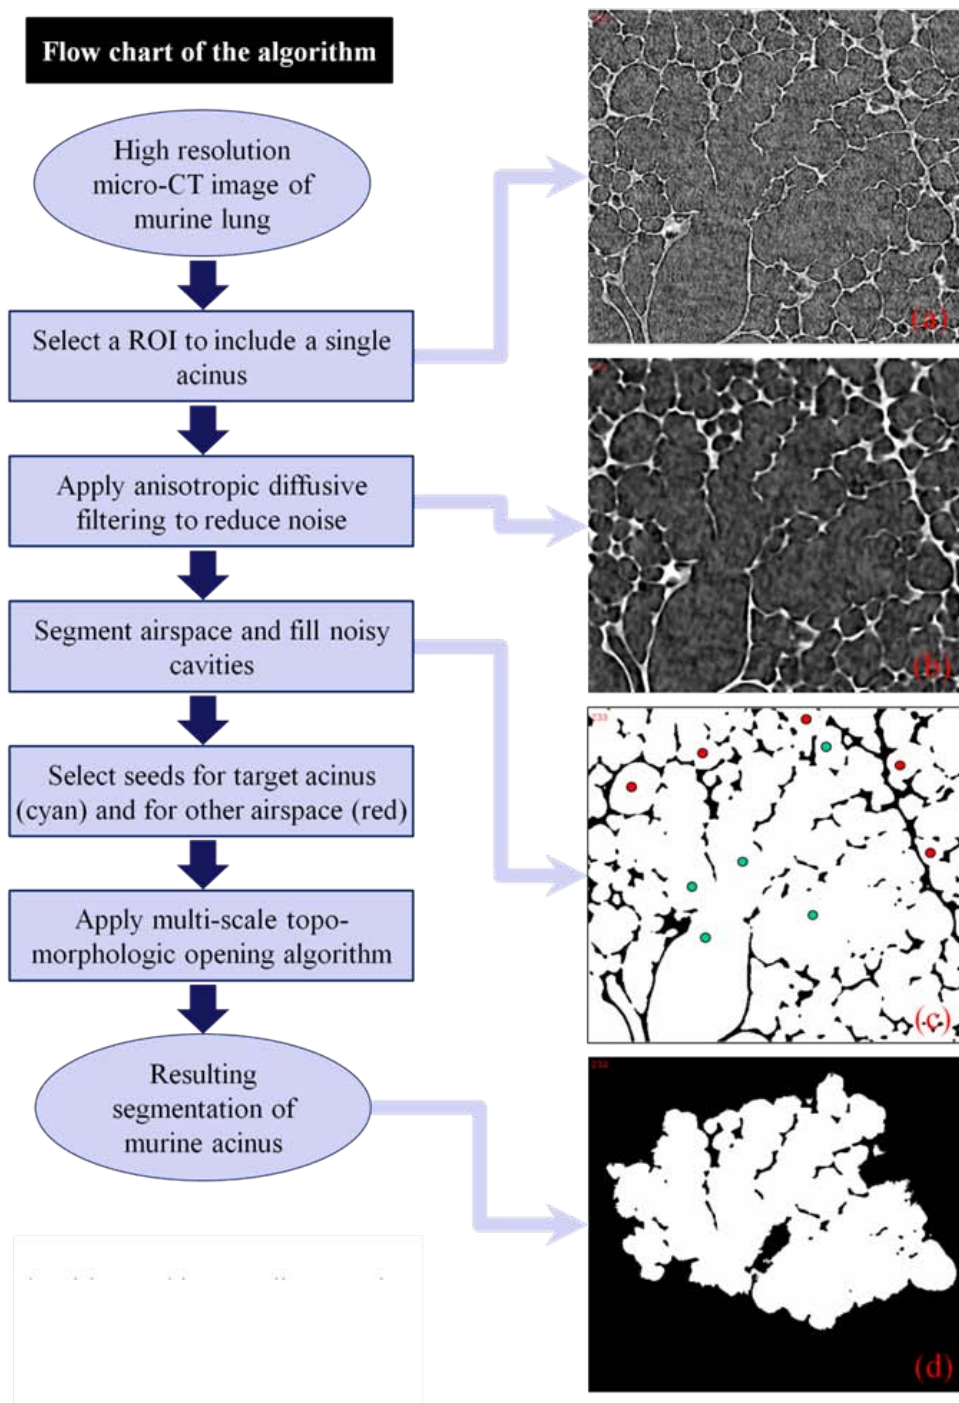 Flow chart of the algorithm
High resolution
micro-CT image of
murine lung
Select a ROI to include a single
acinus
Apply anisotropic diffusive
filtering to reduce noise
Segment airspace and fill noisy
cavities
Select seeds for target acinus
(cyan) and for other airspace (red)
Apply multi-scale topo-
morphologic opening algorithm
Resulting
segmentation of
murine acinus
(a)
(b)
233
(c)
233
(d)